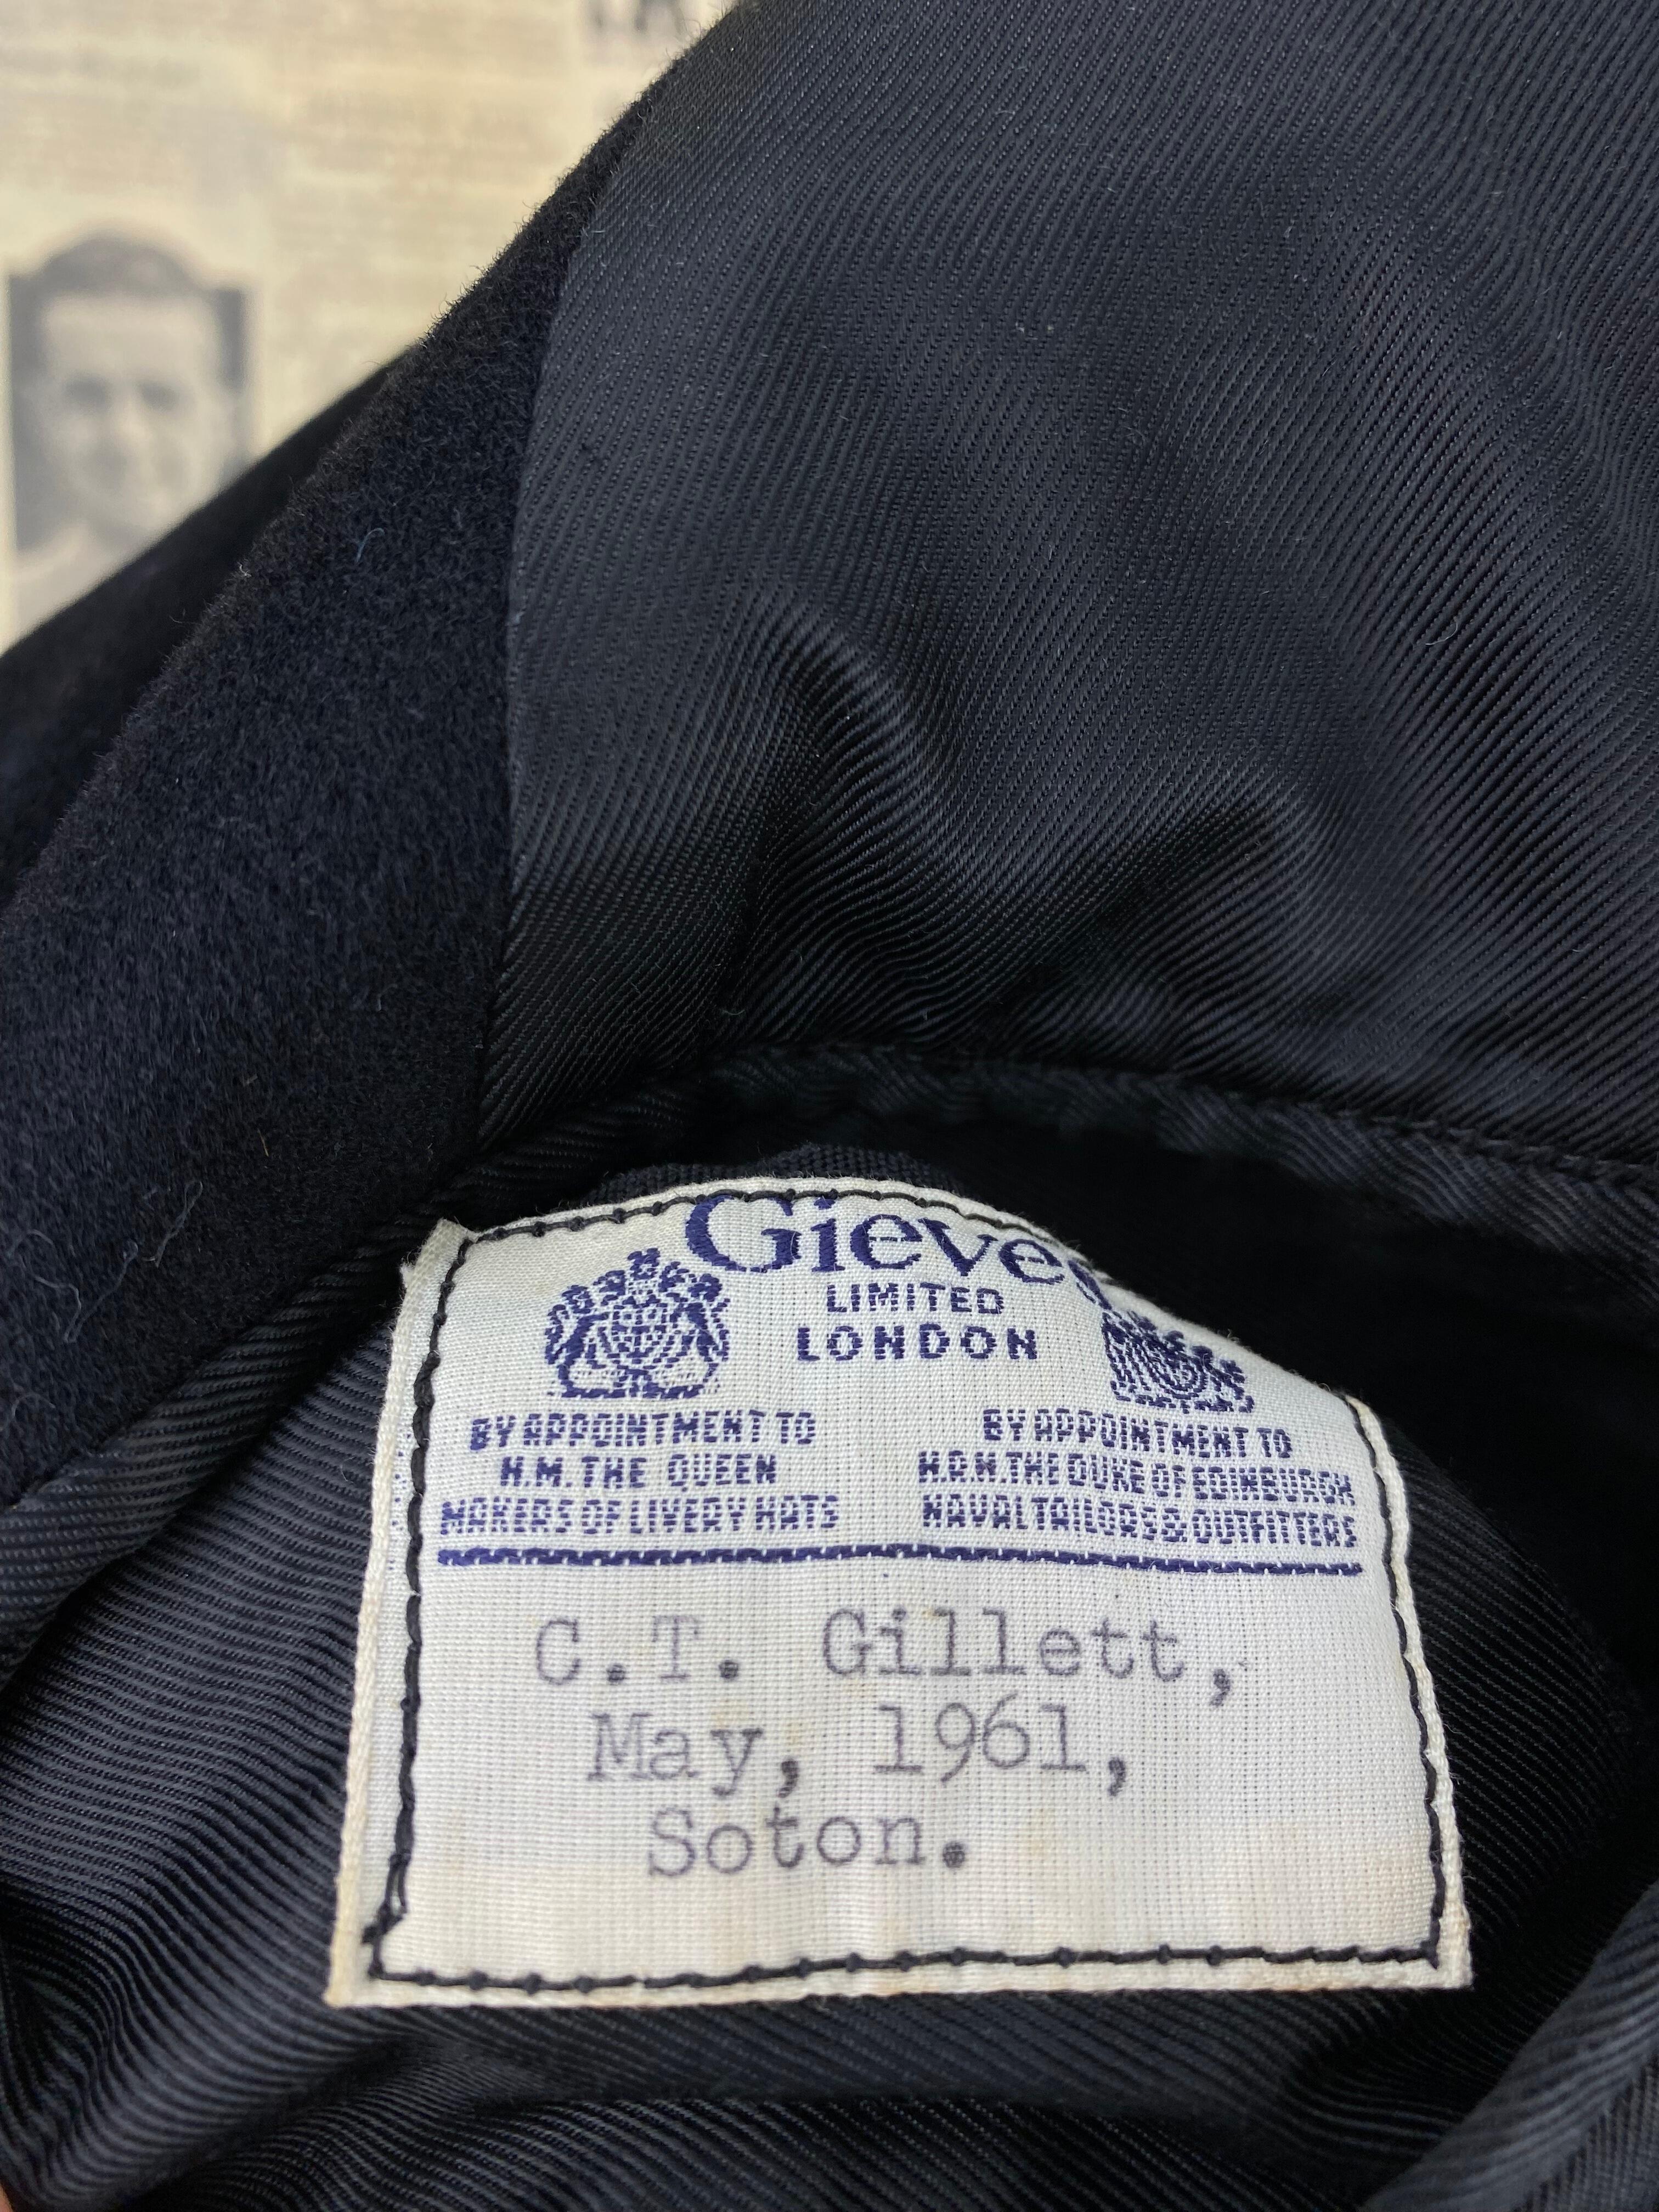 Gieves
LIMITED
LONDON
BY APPOINTMENT TO
H.M. THE QUEEN
MAKERS OF LIVERY HATS
BY APPOINTMENT TO
H.R.H. THE DUKE OF EDINBURGH
NAVAL TAILORS & OUTFITTERS
C.T. Gillett,
May, 1961,
Soton.